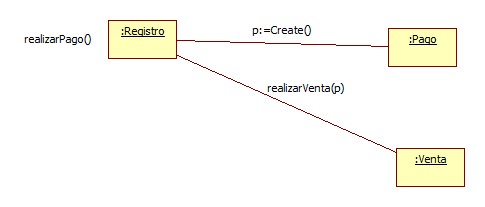 :Registro
p:=Create()
realizarPago()
:Pago
realizarVenta(p)
:Venta